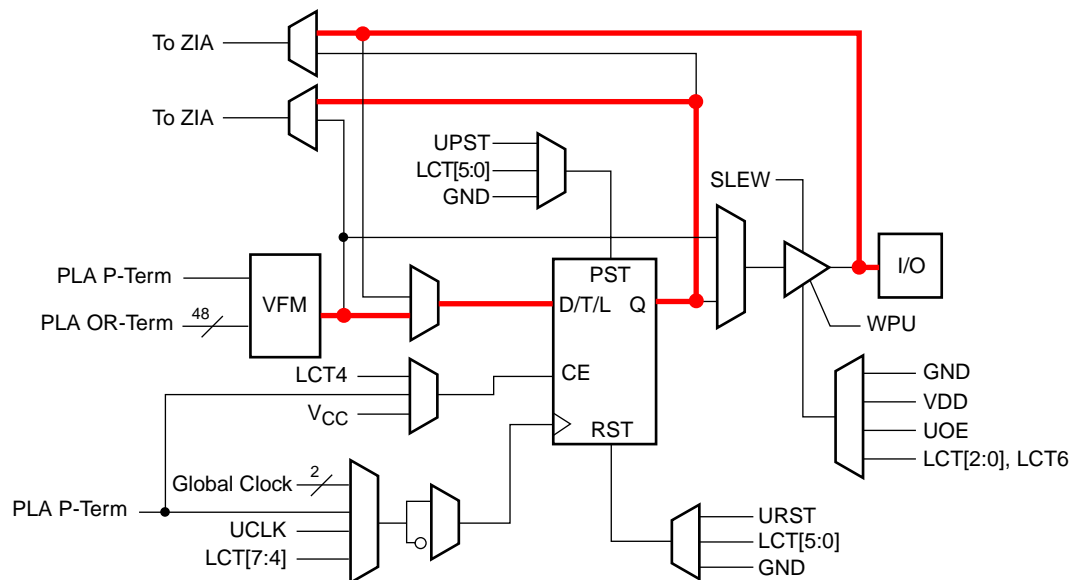 To ZIA
To ZIA
UPST
LCT[5:0]
GND
SLEW
PLA P-Term
VFM
PST
I/O
PLA OR-Term
48
D/T/L
Q
WPU
LCT4
CE
GND
VCC
VDD
RST
UOE
LCT[2:0], LCT6
Global Clock
2
PLA P-Term
URST
UCLK
LCT[5:0]
LCT[7:4]
GND